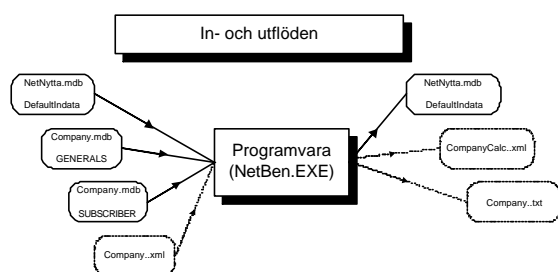 In- och utflöden
NetNytta.mdb
DefaultIndata
Company.mdb
GENERALS
Company.mdb
SUBSCRIBER
Company..xml
Programvara
(NetBen.EXE)
NetNytta.mdb
DefaultIndata
CompanyCalc..xml
Company..txt